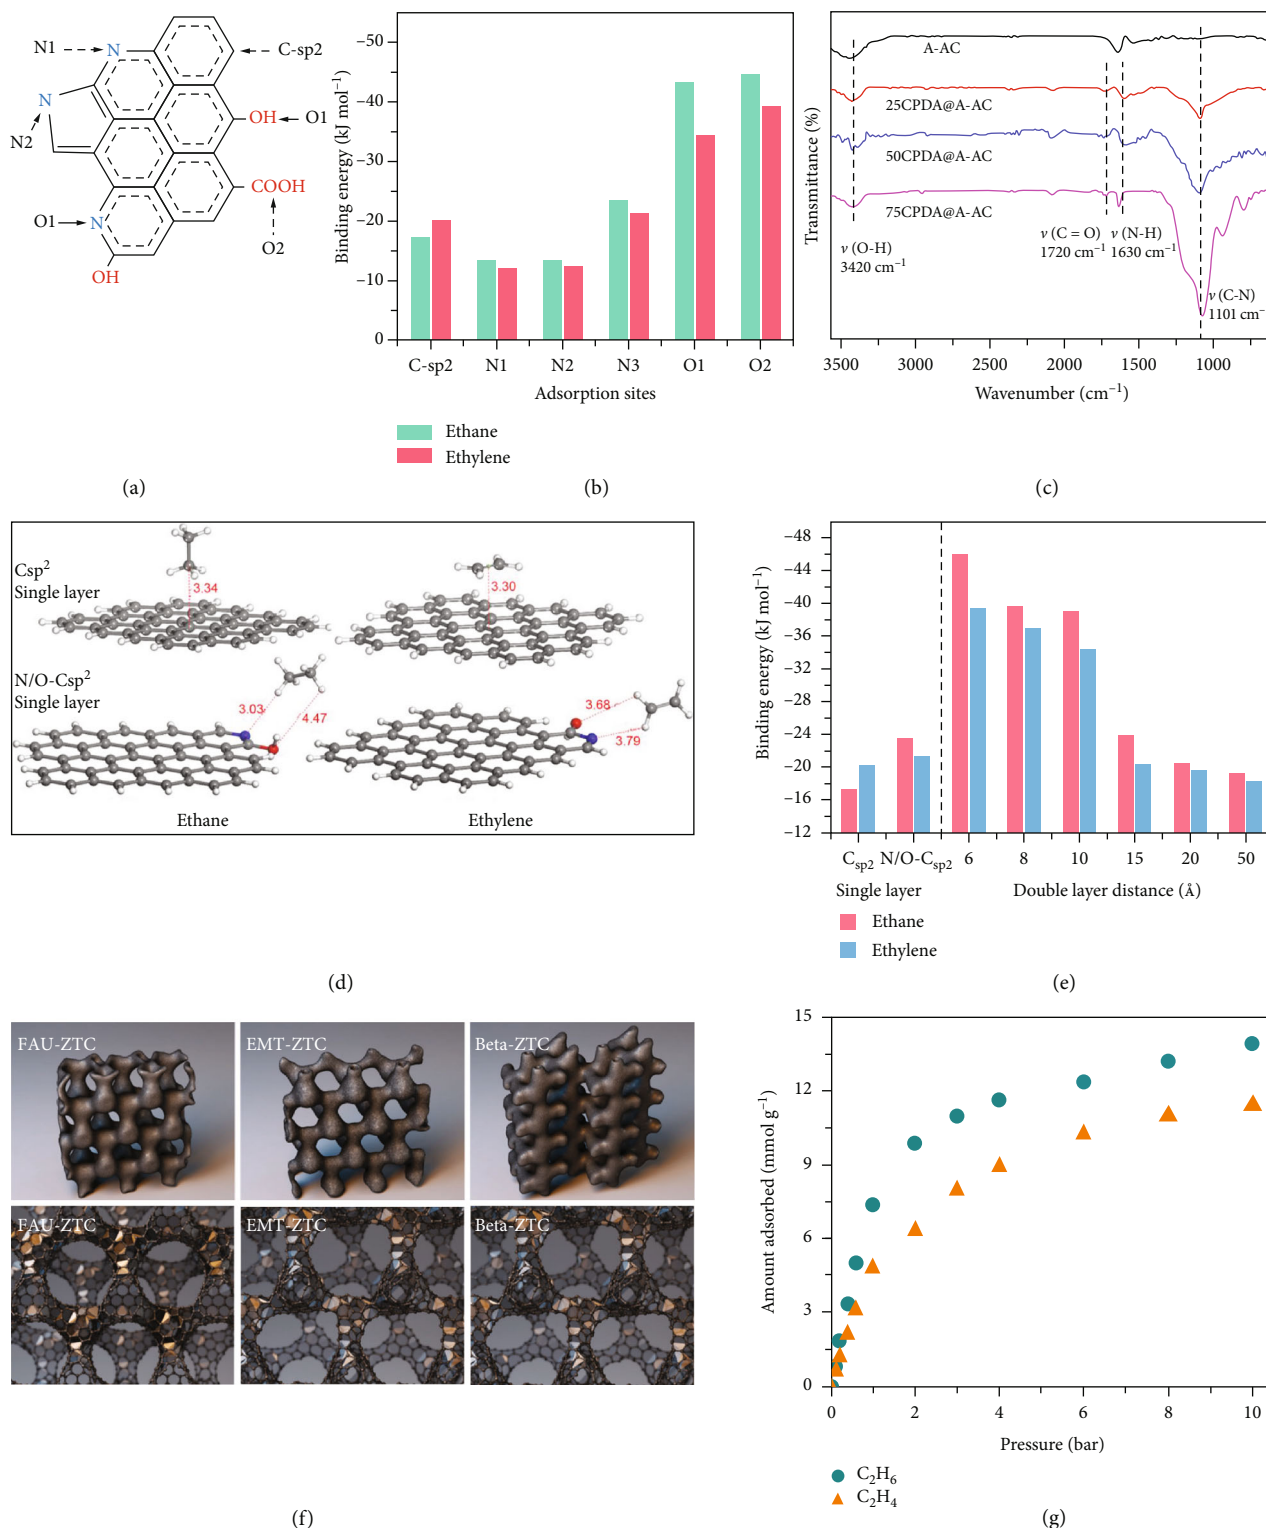 N1
N
C-sp2
N
OH
O1
N2
COOH
O1
N
O2
OH
(a)
Binding energy (kJ mol⁻¹)
−50
−40
−30
−20
−10
0
C-sp2 N1 N2 N3 O1 O2
Adsorption sites
Ethane
Ethylene
(b)
Transmittance (%)
A-AC
25CPDA@A-AC
50CPDA@A-AC
75CPDA@A-AC
ν (O-H)
3420 cm⁻¹
ν (C = O)
1720 cm⁻¹
ν (N-H)
1630 cm⁻¹
ν (C-N)
1101 cm⁻
3500 3000 2500 2000 1500 1000
Wavenumber (cm⁻¹)
(c)
Csp²
Single layer
3.34
3.30
N/O-Csp²
Single layer
3.03
4.47
3.68
3.79
Ethane
Ethylene
(d)
Binding energy (kJ mol⁻¹)
−48
−44
−40
−36
−32
−28
−24
−20
−16
−12
C_sp2 N/O-C_sp2 6 8 10 15 20 50
Single layer
Double layer distance (Å)
Ethane
Ethylene
(e)
FAU-ZTC
EMT-ZTC
Beta-ZTC
FAU-ZTC
EMT-ZTC
Beta-ZTC
(f)
Amount adsorbed (mmol g⁻¹)
15
12
9
6
3
0
0 2 4 6 8 10
Pressure (bar)
C₂H₆
C₂H₄
(g)